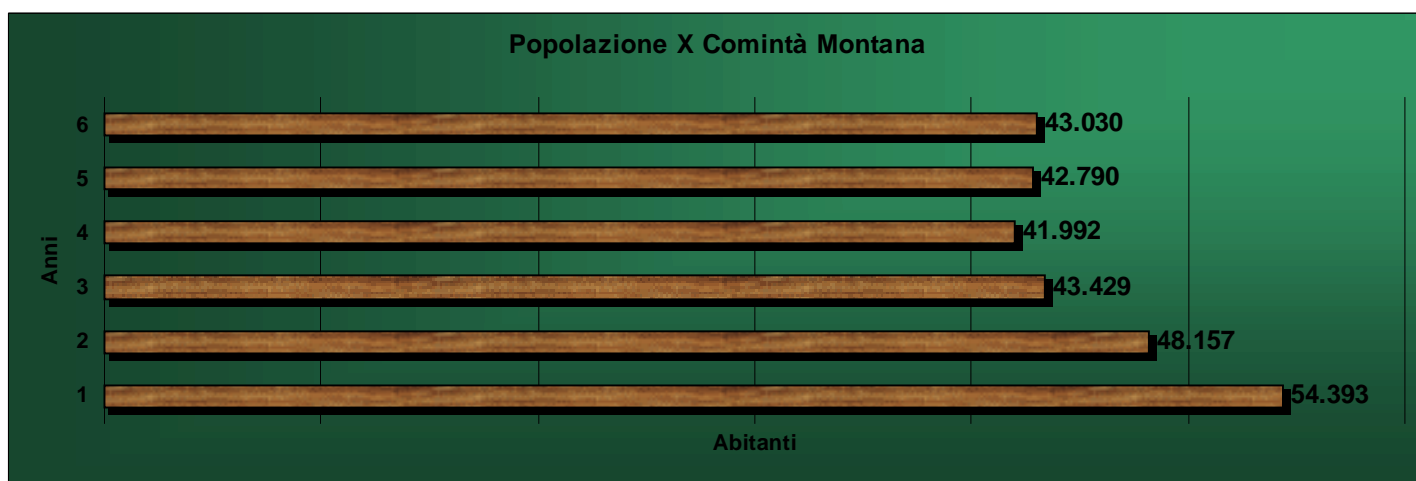 Popolazione X Comintà Montana
6 43.030
5 42.790
4 41.992
3 43.429
2 48.157
1 54.393
Anni
Abitanti